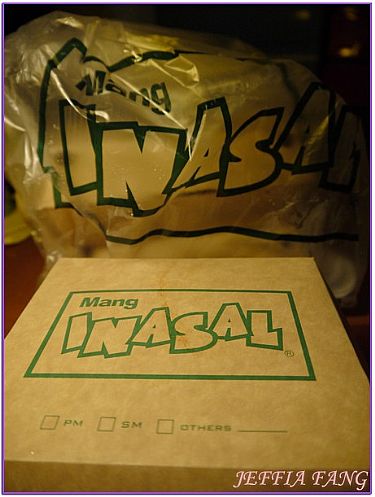 Mang
INASAL
Mang
INASAL®
PM SM OTHERS
JEFFIA FANG